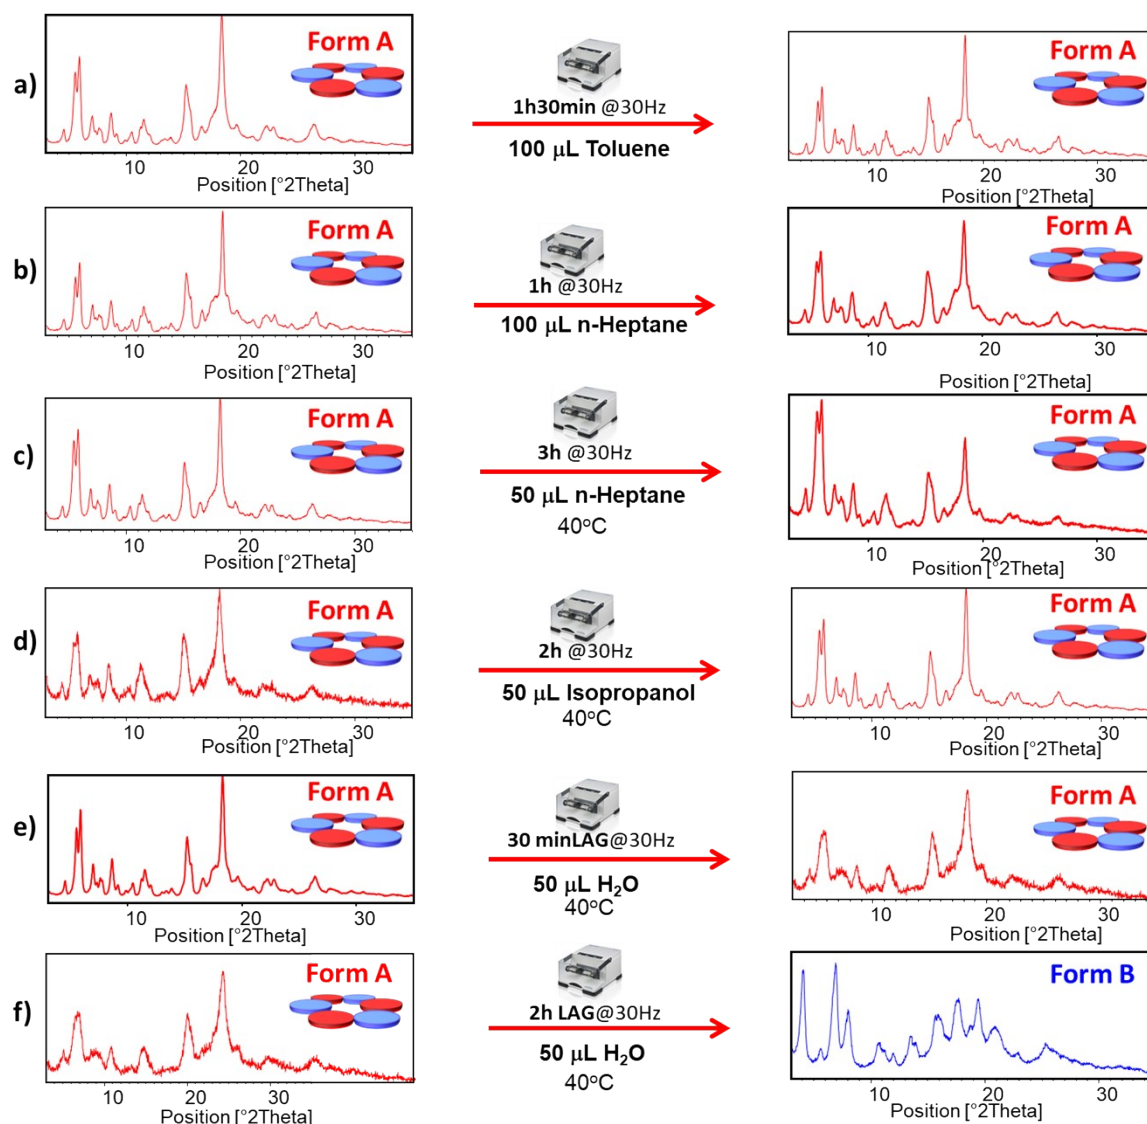 a)
Form A
10
20
30
Position [°2Theta]
1h30min @30Hz
100 μL Toluene
Form A
10
20
30
Position [°2Theta]
b)
Form A
10
20
30
Position [°2Theta]
1h @30Hz
100 μL n-Heptane
Form A
10
20
30
Position [°2Theta]
c)
Form A
10
20
30
Position [°2Theta]
3h @30Hz
50 μL n-Heptane
40°C
Form A
10
20
30
Position [°2Theta]
d)
Form A
10
20
30
Position [°2Theta]
2h @30Hz
50 μL Isopropanol
40°C
Form A
10
20
30
Position [°2Theta]
e)
Form A
10
20
30
Position [°2Theta]
30 minLAG@30Hz
50 μL H₂O
40°C
Form A
10
20
30
Position [°2Theta]
f)
Form A
10
20
30
Position [°2Theta]
2h LAG@30Hz
50 μL H₂O
40°C
Form B
10
20
30
Position [°2Theta]